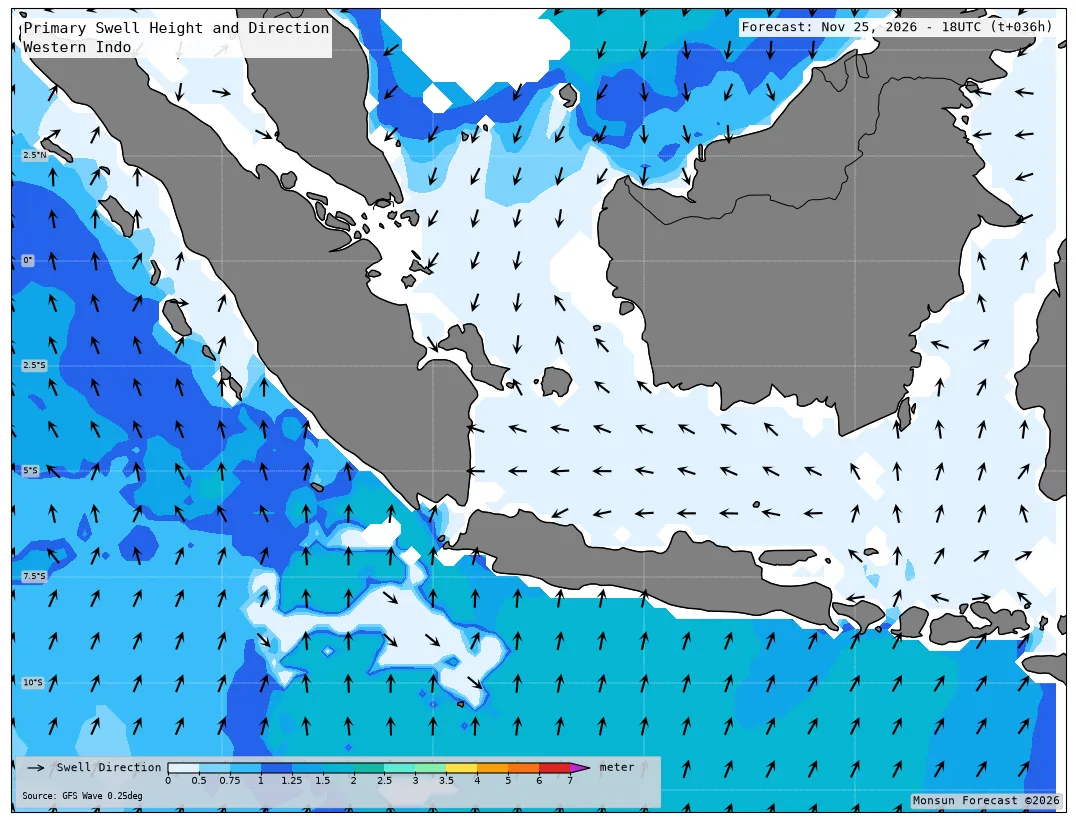 Primary Swell Height and Direction
Western Indo
Forecast: Nov 25, 2026 - 18UTC (t+036h)
2.5°N
0°
2.5°S
5°S
7.5°S
10°S
Swell Direction
0 0.5 0.75 1 1.25 1.5 2 2.5 3 3.5 4 5 6 7
meter
Source: GFS Wave 0.25deg
Monsun Forecast ©2026